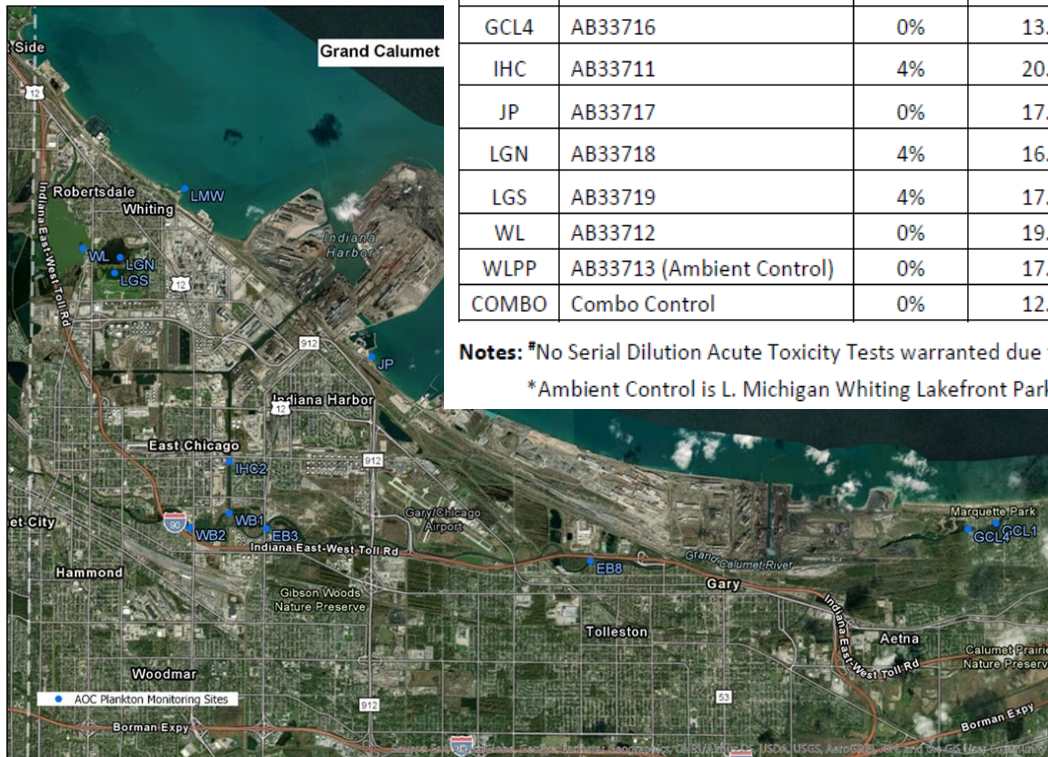 Side
Grand Calumet
12
GCL4 AB33716 0% 13.
IHC AB33711 4% 20.
JP AB33717 0% 17.
LGN AB33718 4% 16.
LGS AB33719 4% 17.
WL AB33712 0% 19.
WLPP AB33713 (Ambient Control) 0% 17.
COMBO Combo Control 0% 12.
Notes: #No Serial Dilution Acute Toxicity Tests warranted due
*Ambient Control is L. Michigan Whiting Lakefront Park
Robertsdale
LMW
Whiting
Indiana
Harbor
WL
LGN
LGS
12
Indiana East-West Toll Rd
912
JP
Indiana Harbor
12
East Chicago
IHC2
912
Gary/Chicago
Airport
et City
90
WB1
WB2
EB3
Indiana East-West Toll Rd
Marquette Park
GCL1
GCL4
Grand Calumet River
EB8
Hammond
Gary
Gibson Woods
Nature Preserve
Tolleston
Indiana East-West Toll Rd
Aetna
Calumet Prairie
Nature Preserve
Woodmar
AOC Plankton Monitoring Sites
912
53
Borman Expy
Borman Expy